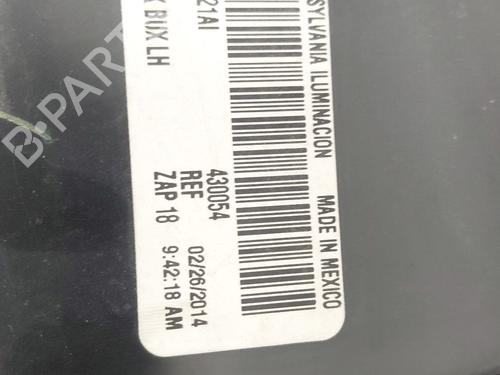 SYLVANIA ILUMINACION MADE IN MEXICO
21AI
430054
BUX LH
REF 02/26/2014
ZAP 18 9:42:18 AM
B-PART